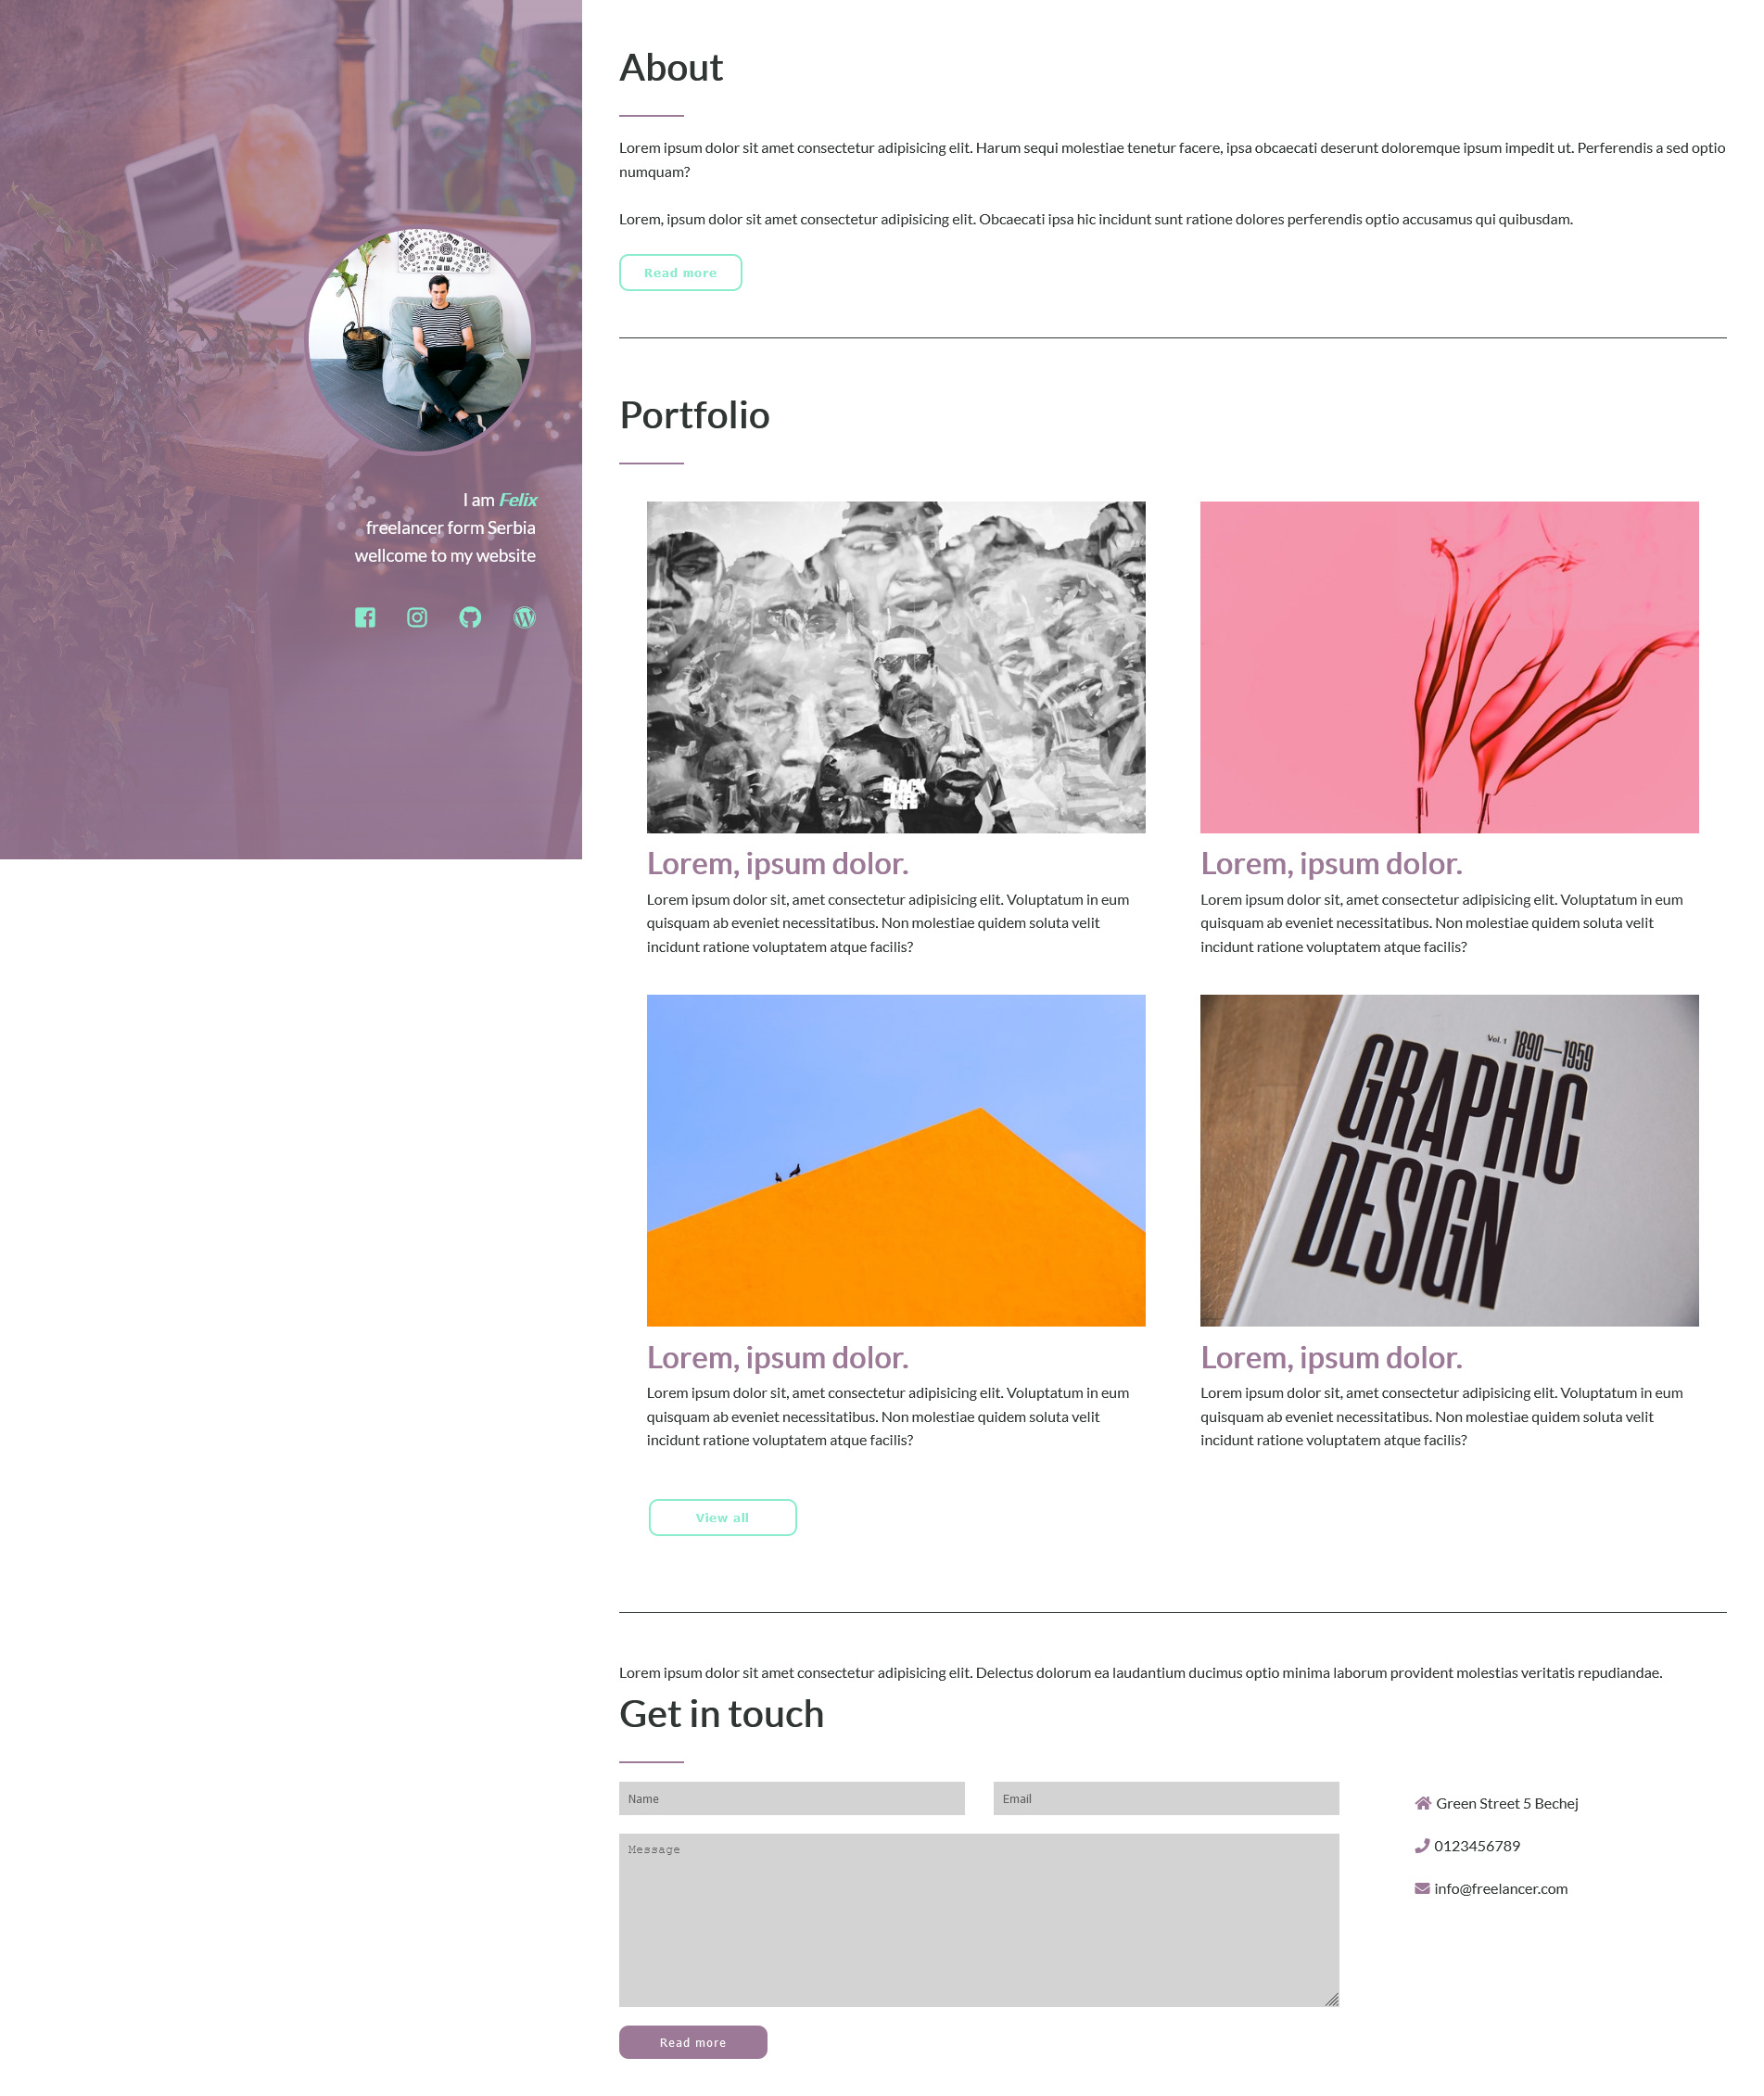 I am Felix
freelancer form Serbia
wellcome to my website
About
Lorem ipsum dolor sit amet consectetur adipisicing elit. Harum sequi molestiae tenetur facere, ipsa obcaecati deserunt doloremque ipsum impedit ut. Perferendis a sed optio
numquam?
Lorem, ipsum dolor sit amet consectetur adipisicing elit. Obcaecati ipsa hic incidunt sunt ratione dolores perferendis optio accusamus qui quibusdam.
Read more
Portfolio
BLACK
LIFE
Lorem, ipsum dolor.
Lorem ipsum dolor sit, amet consectetur adipisicing elit. Voluptatum in eum
quisquam ab eveniet necessitatibus. Non molestiae quidem soluta velit
incidunt ratione voluptatem atque facilis?
Lorem, ipsum dolor.
Lorem ipsum dolor sit, amet consectetur adipisicing elit. Voluptatum in eum
quisquam ab eveniet necessitatibus. Non molestiae quidem soluta velit
incidunt ratione voluptatem atque facilis?
Lorem, ipsum dolor.
Lorem ipsum dolor sit, amet consectetur adipisicing elit. Voluptatum in eum
quisquam ab eveniet necessitatibus. Non molestiae quidem soluta velit
incidunt ratione voluptatem atque facilis?
Vol. 1 1890—1959
GRAPHIC
DESIGN
Lorem, ipsum dolor.
Lorem ipsum dolor sit, amet consectetur adipisicing elit. Voluptatum in eum
quisquam ab eveniet necessitatibus. Non molestiae quidem soluta velit
incidunt ratione voluptatem atque facilis?
View all
Lorem ipsum dolor sit amet consectetur adipisicing elit. Delectus dolorum ea laudantium ducimus optio minima laborum provident molestias veritatis repudiandae.
Get in touch
Name
Email
Message
Read more
Green Street 5 Bechej
0123456789
info@freelancer.com